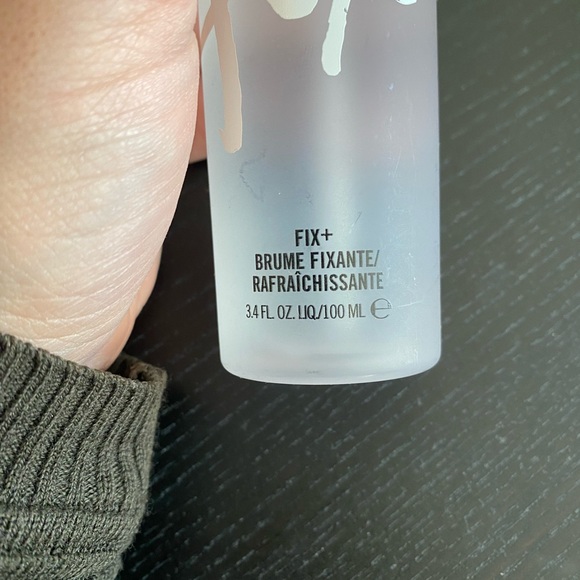 FIX+
BRUME FIXANTE/
RAFRAÎCHISSANTE
3.4 FL. OZ. LIQ./100 ML ℮